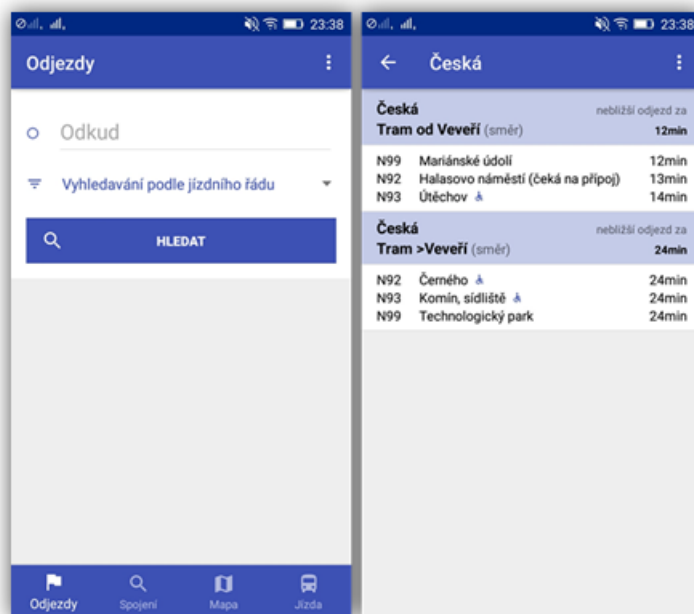 23:38
Odjezdy
Odkud
Vyhledávání podle jízdního řádu
HLEDAT
Odjezdy
Spojení
Mapa
Jízda
23:38
Česká
Česká
nebližší odjezd za
Tram od Veveří (směr)
12min
N99 Mariánské údolí 12min
N92 Halasovo náměstí (čeká na přípoj) 13min
N93 Útěchov 14min
Česká
nebližší odjezd za
Tram >Veveří (směr)
24min
N92 Černého 24min
N93 Komín, sídliště 24min
N99 Technologický park 24min